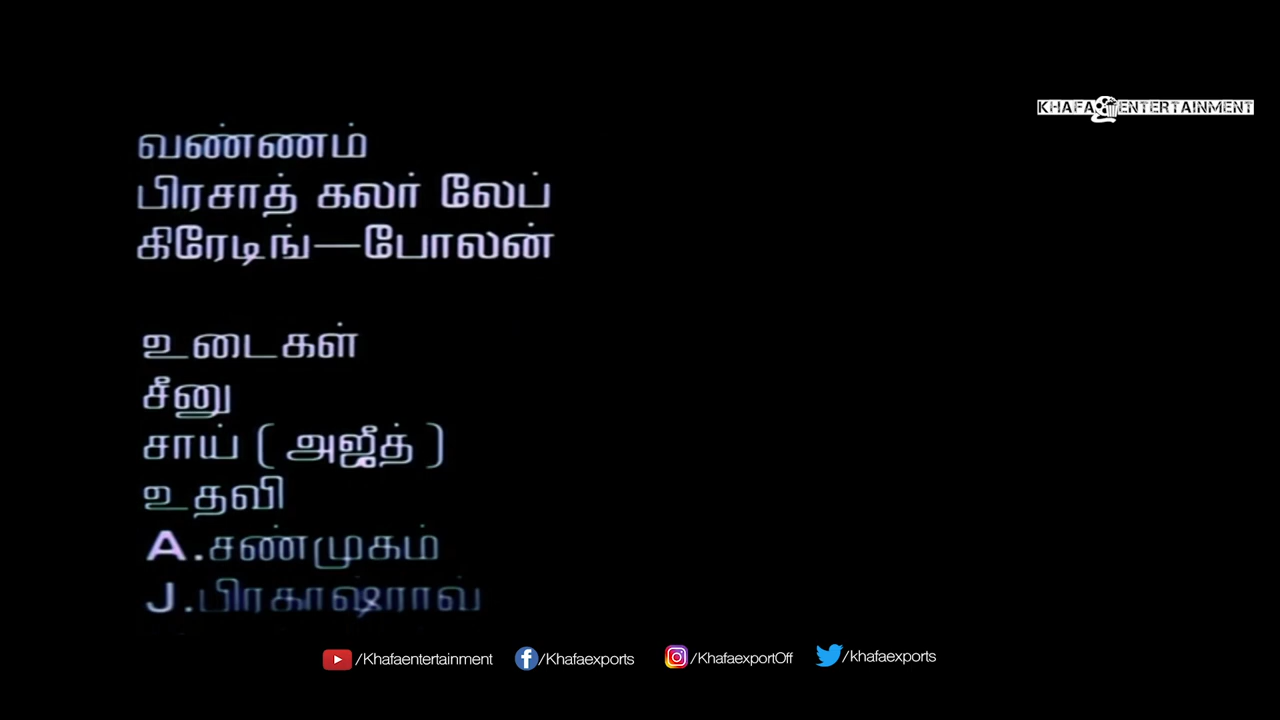 KHAFA ENTERTAINMENT
வண்ணம்
பிரசாத் கலர் லேப்
கிரேடிங்—போலன்
உடைகள்
சீனு
சாய் ( அஜீத் )
உதவி
A.சண்முகம்
J.பிரகாஷ்ராவ்
/Khafaentertainment /Khafaexports /KhafaexportOff /khafaexports